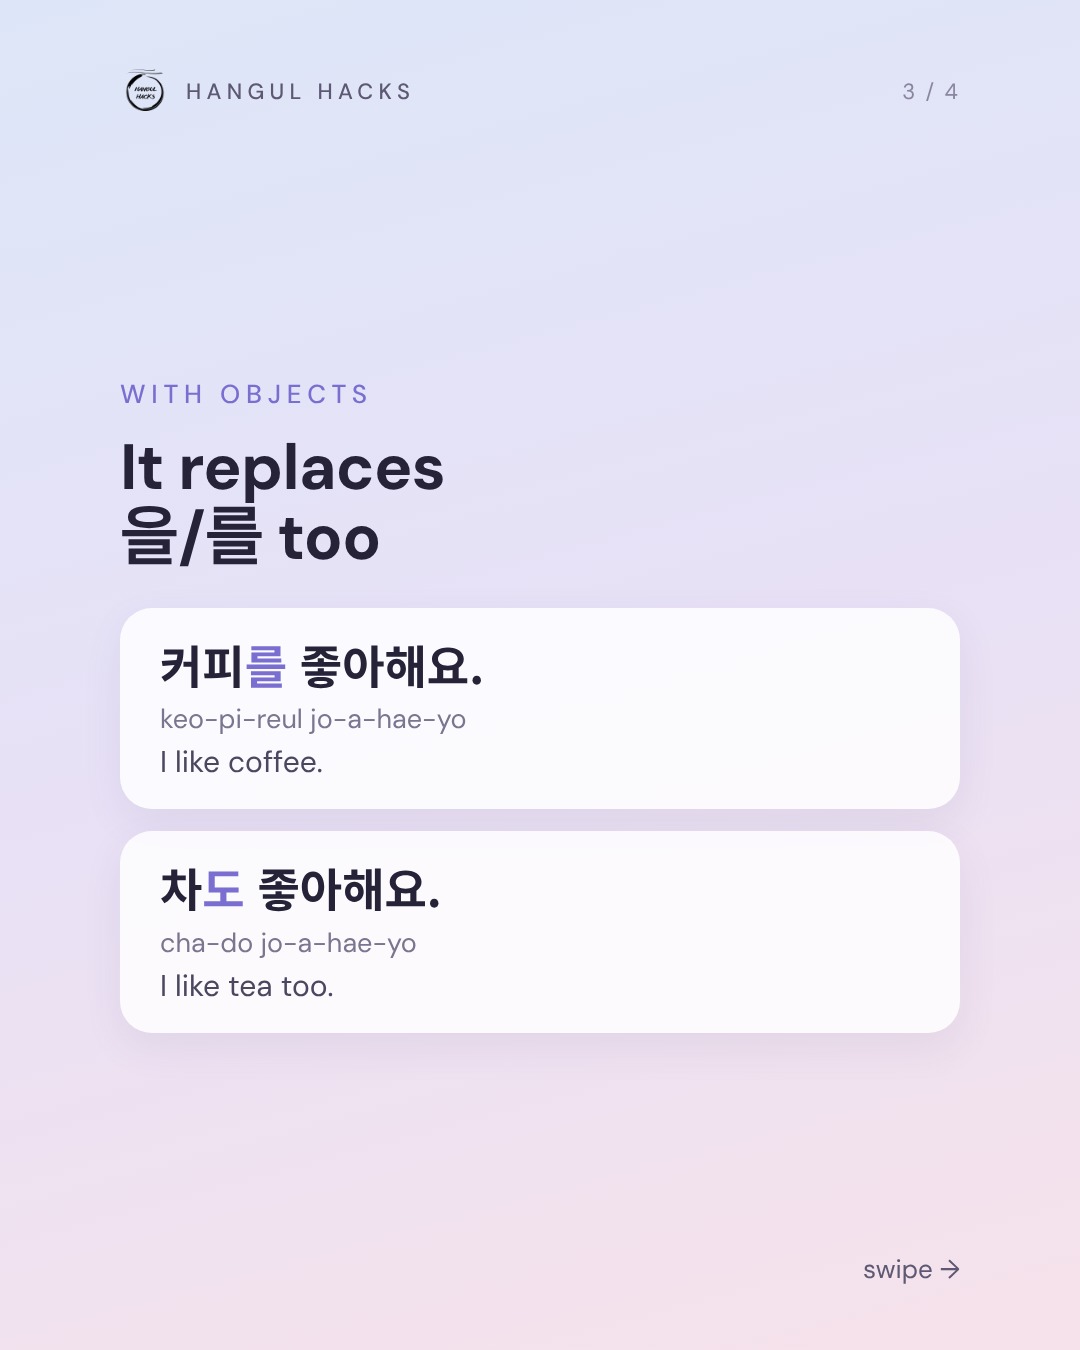 HANGUL HACKS
HANGUL HACKS
3 / 4
WITH OBJECTS
It replaces
을/를 too
커피를 좋아해요.
keo-pi-reul jo-a-hae-yo
I like coffee.
차도 좋아해요.
cha-do jo-a-hae-yo
I like tea too.
swipe →